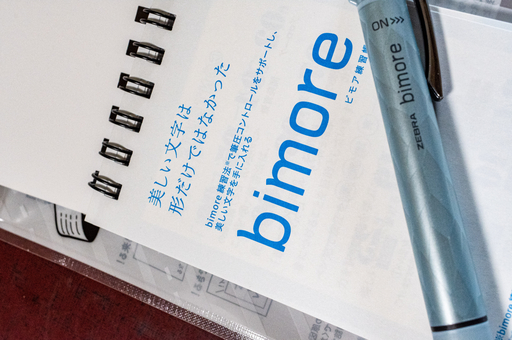 美しい文字は
形だけではなかった
bimore 練習法®で筆圧コントロールをサポートし、
美しい文字を手に入れる
bimore
ビモア練習帳
ON>>>
bimore
ZEBRA